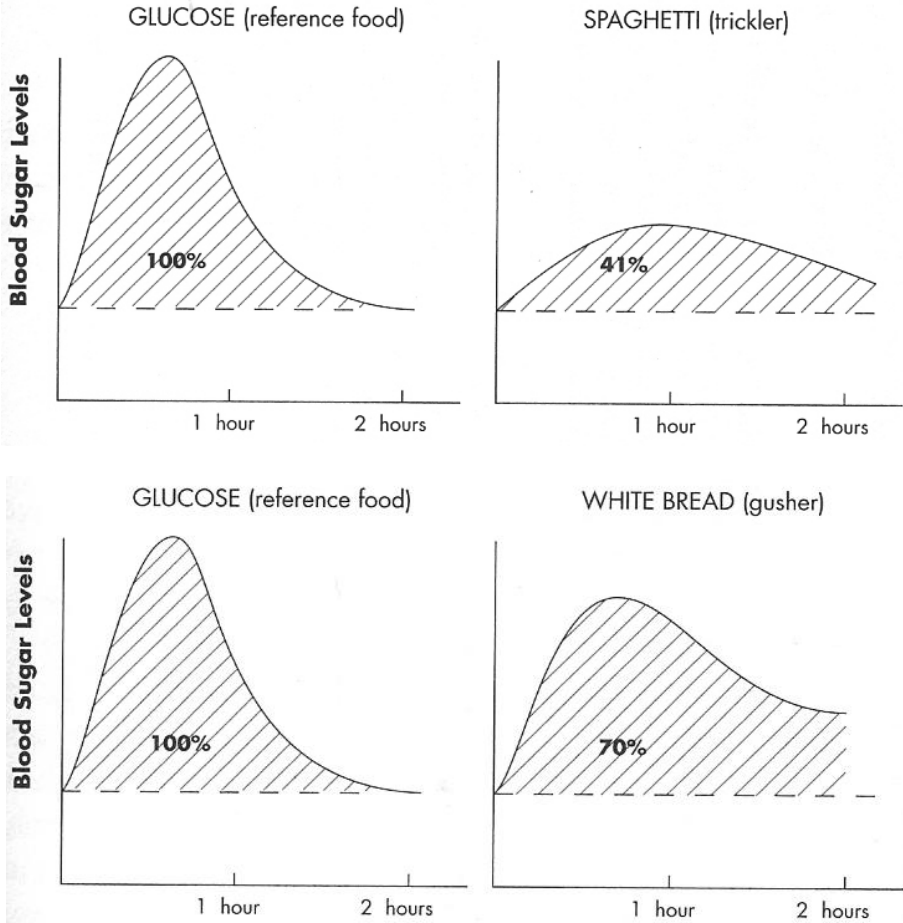 GLUCOSE (reference food)
SPAGHETTI (trickler)
Blood Sugar Levels
100%
41%
1 hour
2 hours
1 hour
2 hours
GLUCOSE (reference food)
WHITE BREAD (gusher)
Blood Sugar Levels
100%
70%
1 hour
2 hours
1 hour
2 hours